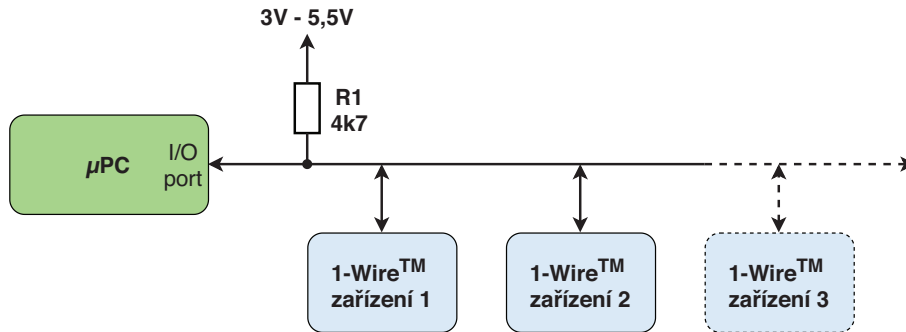 3V - 5,5V
R1
4k7
µPC
I/O
port
1-Wire™
zařízení 1
1-Wire™
zařízení 2
1-Wire™
zařízení 3